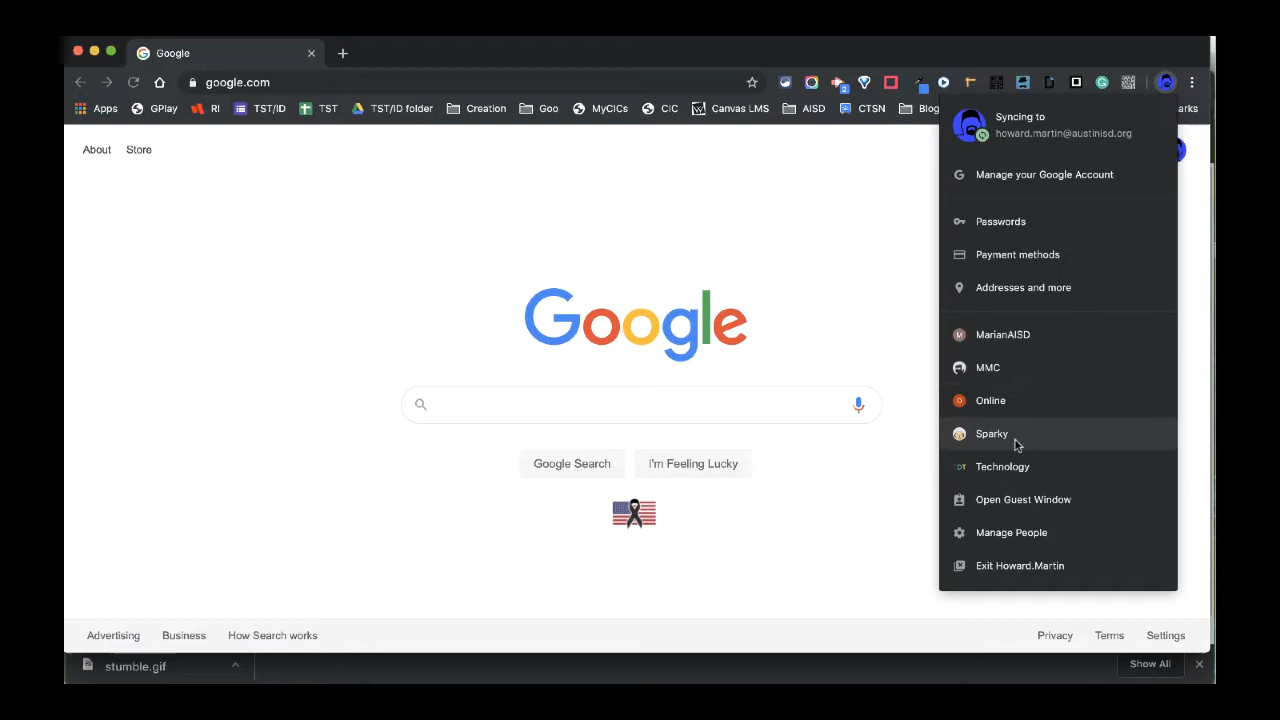 Google
google.com
2
Apps
GPlay
RI
TST/ID
TST
TST/ID folder
Creation
Goo
MyCICs
CIC
Canvas LMS
AISD
CTSN
Blog
arks
About
Store
Syncing to
howard.martin@austinisd.org
Manage your Google Account
Passwords
Payment methods
Addresses and more
M
MarianAISD
MMC
O
Online
Sparky
TDT
Technology
Open Guest Window
Manage People
Exit Howard.Martin
Google
Google Search
I'm Feeling Lucky
Advertising
Business
How Search works
Privacy
Terms
Settings
stumble.gif
Show All